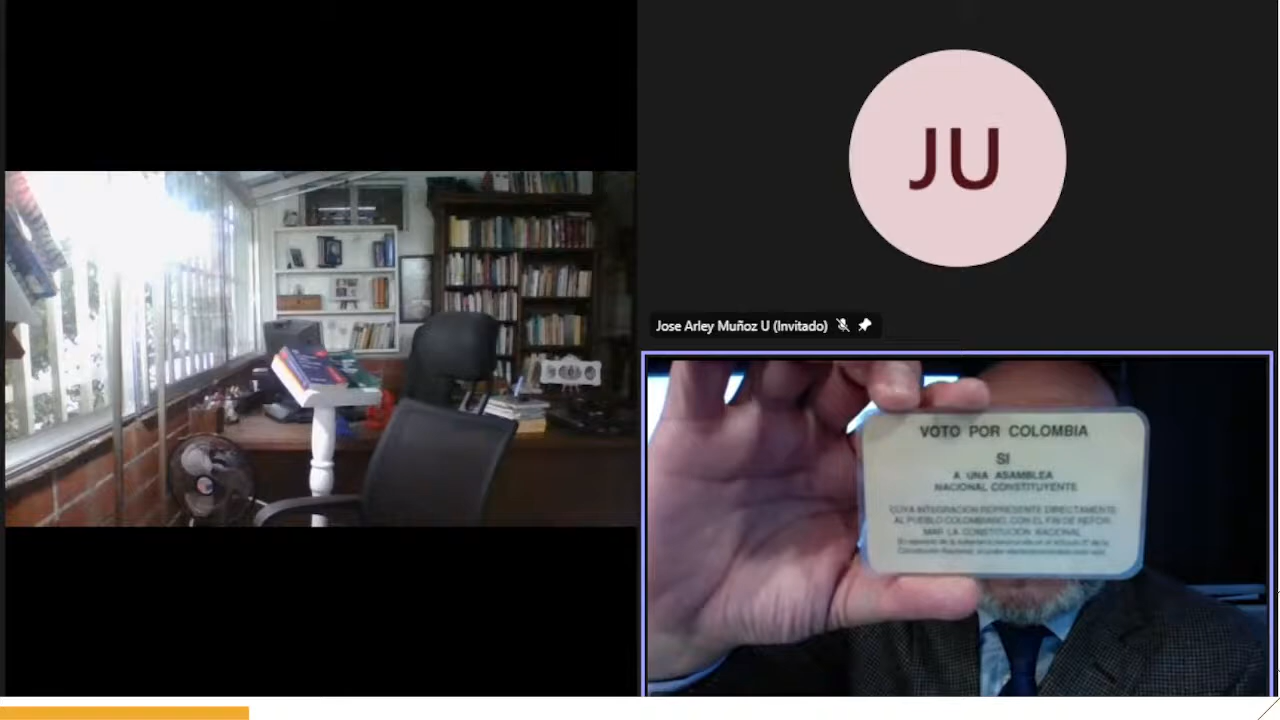 JU
Jose Arley Muñoz U (Invitado)
VOTO POR COLOMBIA
SI
A UNA ASAMBLEA
NACIONAL CONSTITUYENTE
CUYA INTEGRACION REPRESENTE DIRECTAMENTE
AL PUEBLO COLOMBIANO, CON EL FIN DE REFOR-
MAR LA CONSTITUCION NACIONAL